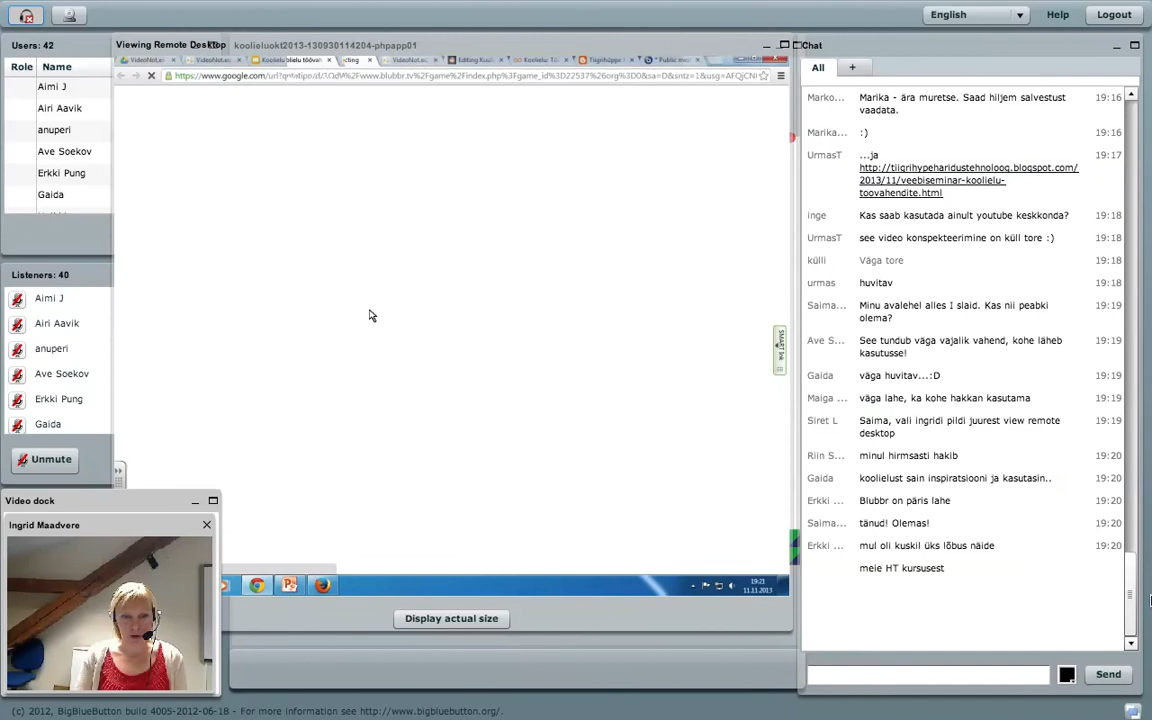 English
Help
Logout
Users: 42
Role Name
Aimi J
Airi Aavik
anuperi
Ave Soekov
Erkki Pung
Gaida
Listeners: 40
Aimi J
Airi Aavik
anuperi
Ave Soekov
Erkki Pung
Gaida
Unmute
Video dock
Ingrid Maadvere
Viewing Remote Desktop
koolieluokt2013-130930114204-phpapp01
SMART Ink
19:21
11.11.2013
Display actual size
Chat
All +
Marko... Marika - ära muretse. Saad hiljem salvestust 19:16
vaadata.
Marika... :) 19:16
UrmasT ...ja 19:17
http://tiigrihypeharidustehnoloog.blogspot.com/
2013/11/veebiseminar-koolielu-
toovahendite.html
inge Kas saab kasutada ainult youtube keskkonda? 19:18
UrmasT see video konspekteerimine on küll tore :) 19:18
külli Väga tore 19:18
urmas huvitav 19:18
Saima... Minu avalehel alles I slaid. Kas nii peabki 19:19
olema?
Ave S... See tundub väga vajalik vahend, kohe läheb 19:19
kasutusse!
Gaida väga huvitav...:D 19:19
Maiga ... väga lahe, ka kohe hakkan kasutama 19:19
Siret L Saima, vali ingridi pildi juurest view remote 19:19
desktop
Riin S... minul hirmsasti hakib 19:20
Gaida koolielust sain inspiratsiooni ja kasutasin.. 19:20
Erkki ... Blubbr on päris lahe 19:20
Saima... tänud! Olemas! 19:20
Erkki ... mul oli kuskil üks lõbus näide 19:20
meie HT kursusest
Send
(c) 2012, BigBlueButton build 4005-2012-06-18 - For more information see http://www.bigbluebutton.org/.